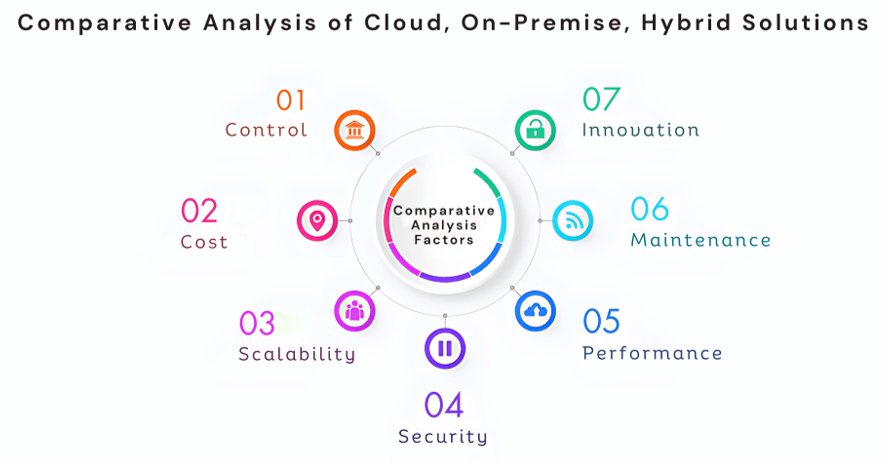 Comparative Analysis of Cloud, On-Premise, Hybrid Solutions
01
Control
02
Cost
03
Scalability
04
Security
05
Performance
06
Maintenance
07
Innovation
Comparative
Analysis
Factors